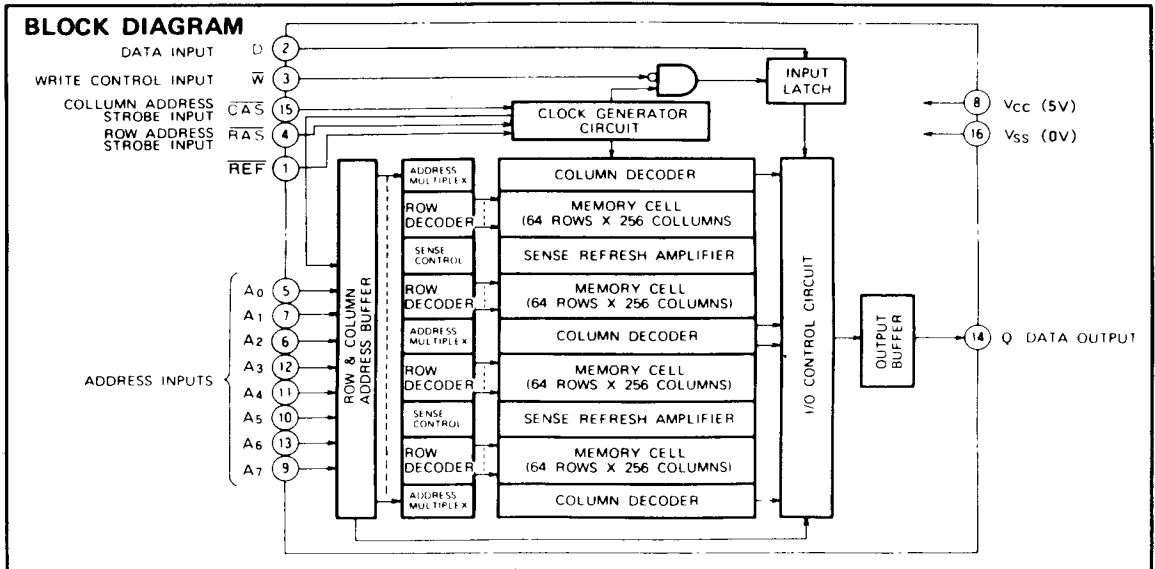 BLOCK DIAGRAM
DATA INPUT D 2
WRITE CONTROL INPUT W̅ 3
COLLUMN ADDRESS
STROBE INPUT C̅A̅S̅ 15
ROW ADDRESS
STROBE INPUT R̅A̅S̅ 4
R̅E̅F̅ 1
INPUT
LATCH
CLOCK GENERATOR
CIRCUIT
8 VCC (5V)
16 VSS (0V)
ADDRESS INPUTS
A0 5
A1 7
A2 6
A3 12
A4 11
A5 10
A6 13
A7 9
ROW & COLUMN
ADDRESS BUFFER
ADDRESS
MULTIPLEX
COLUMN DECODER
ROW
DECODER
MEMORY CELL
(64 ROWS X 256 COLLUMNS
SENSE
CONTROL
SENSE REFRESH AMPLIFIER
ROW
DECODER
MEMORY CELL
(64 ROWS X 256 COLUMNS)
ADDRESS
MULTIPLEX
COLUMN DECODER
ROW
DECODER
MEMORY CELL
(64 ROWS X 256 COLUMNS)
SENSE
CONTROL
SENSE REFRESH AMPLIFIER
ROW
DECODER
MEMORY CELL
(64 ROWS X 256 COLUMNS)
ADDRESS
MULTIPLEX
COLUMN DECODER
I/O CONTROL CIRCUIT
OUTPUT
BUFFER
14 Q DATA OUTPUT